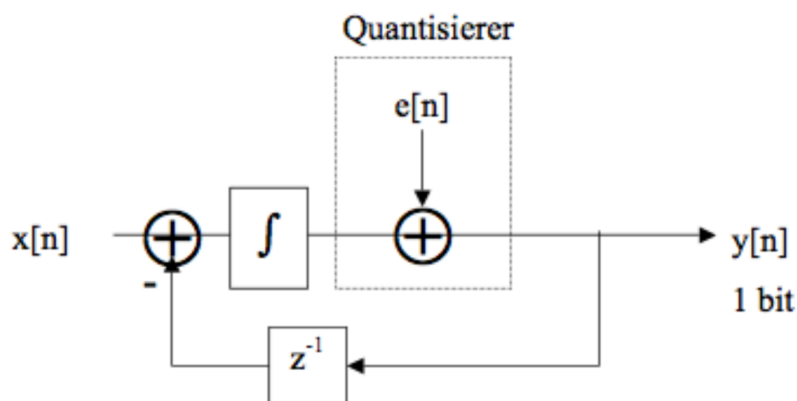 Quantisierer
e[n]
x[n]
∫
y[n]
-
1 bit
z⁻¹